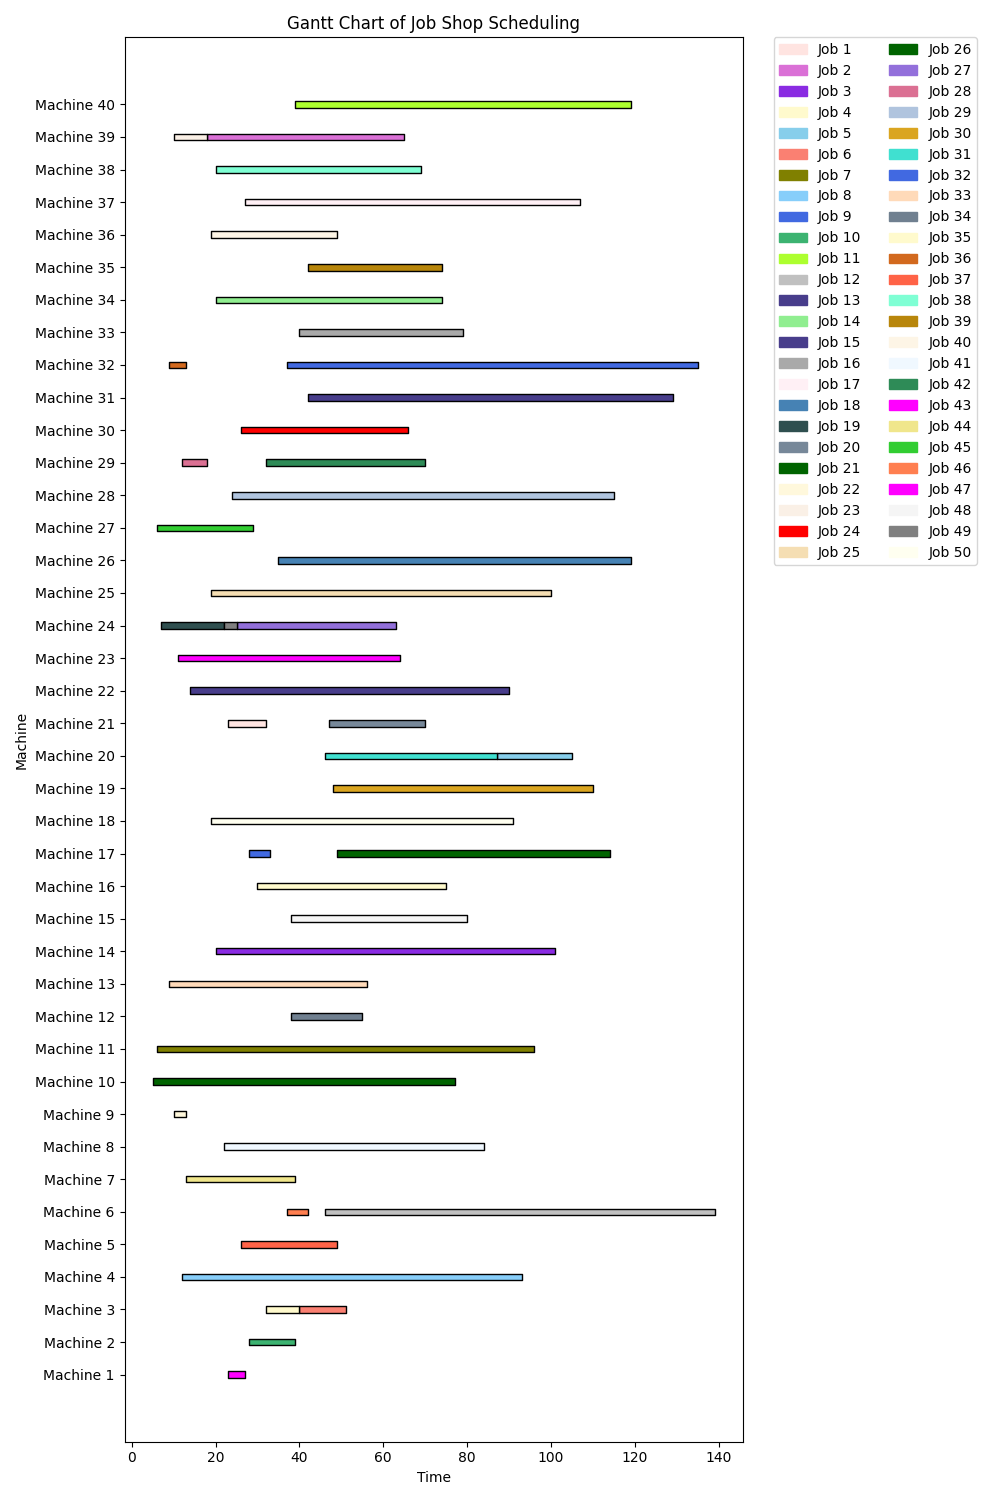 Gantt Chart of Job Shop Scheduling
Machine 40
Machine 39
Machine 38
Machine 37
Machine 36
Machine 35
Machine 34
Machine 33
Machine 32
Machine 31
Machine 30
Machine 29
Machine 28
Machine 27
Machine 26
Machine 25
Machine 24
Machine 23
Machine 22
Machine 21
Machine 20
Machine 19
Machine 18
Machine 17
Machine 16
Machine 15
Machine 14
Machine 13
Machine 12
Machine 11
Machine 10
Machine 9
Machine 8
Machine 7
Machine 6
Machine 5
Machine 4
Machine 3
Machine 2
Machine 1
Machine
0 20 40 60 80 100 120 140
Time
Job 1
Job 2
Job 3
Job 4
Job 5
Job 6
Job 7
Job 8
Job 9
Job 10
Job 11
Job 12
Job 13
Job 14
Job 15
Job 16
Job 17
Job 18
Job 19
Job 20
Job 21
Job 22
Job 23
Job 24
Job 25
Job 26
Job 27
Job 28
Job 29
Job 30
Job 31
Job 32
Job 33
Job 34
Job 35
Job 36
Job 37
Job 38
Job 39
Job 40
Job 41
Job 42
Job 43
Job 44
Job 45
Job 46
Job 47
Job 48
Job 49
Job 50